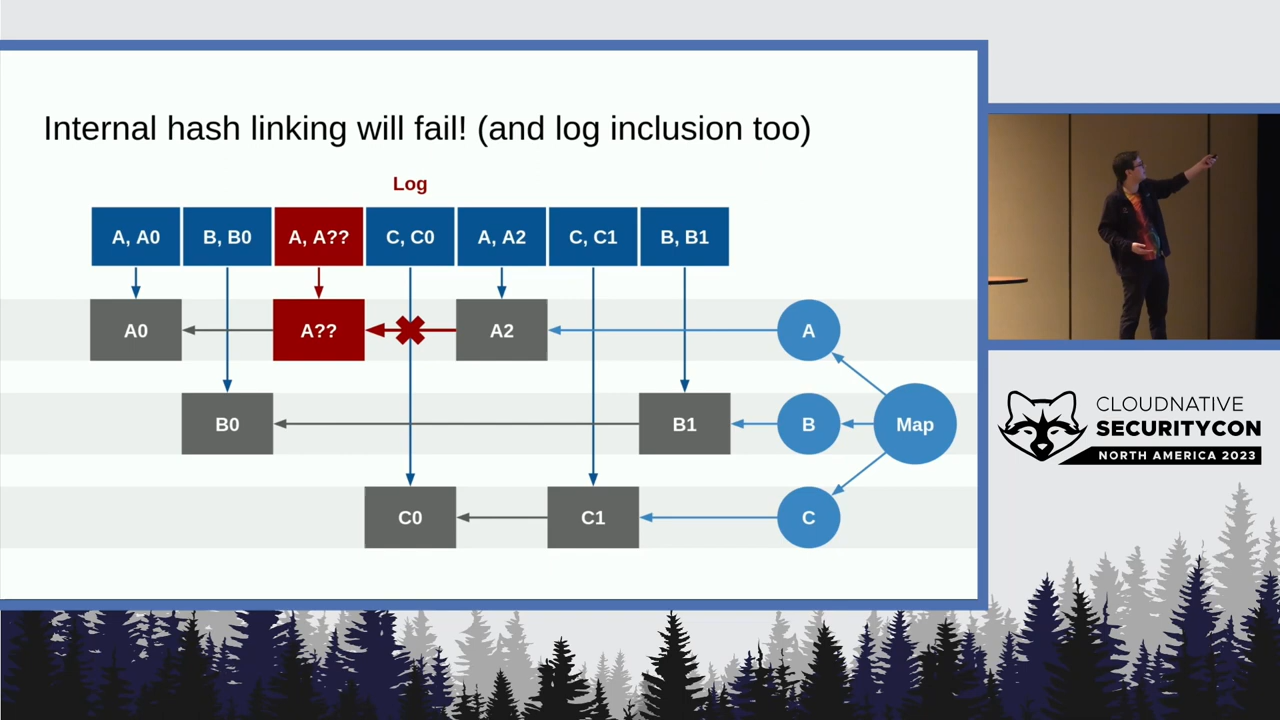 Internal hash linking will fail! (and log inclusion too)
Log
A, A0
B, B0
A, A??
C, C0
A, A2
C, C1
B, B1
A0
A??
A2
A
B0
B1
B
Map
C0
C1
C
CLOUDNATIVE
SECURITYCON
NORTH AMERICA 2023